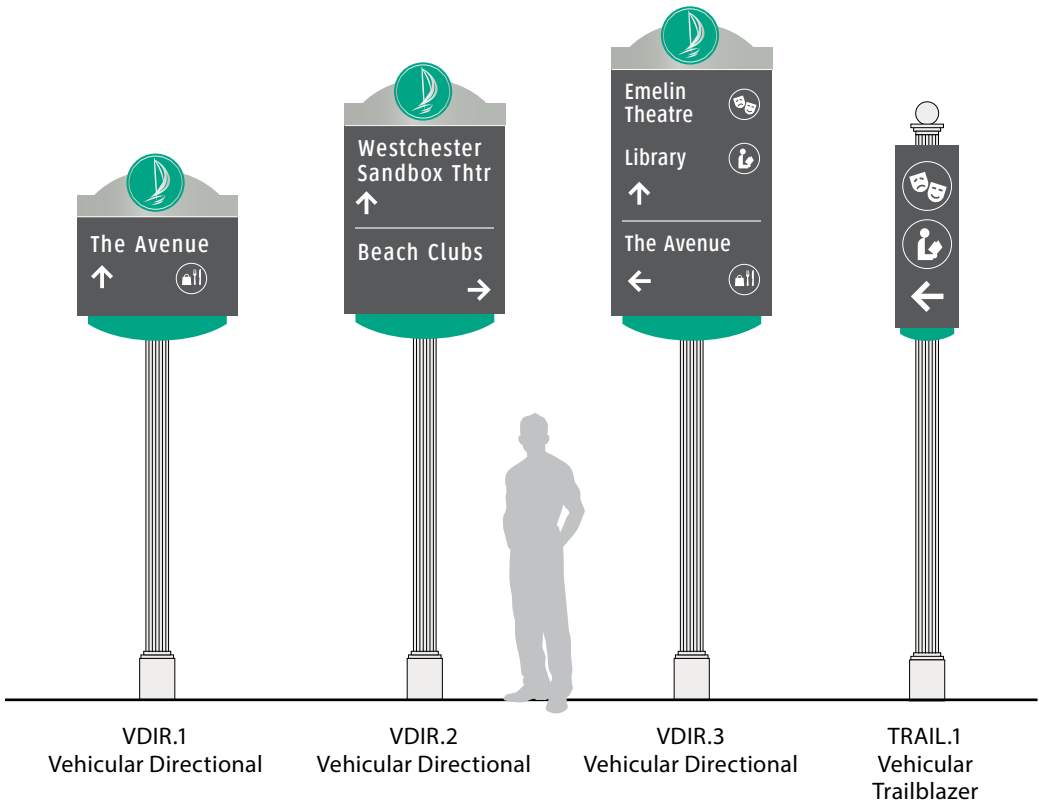 The Avenue
Westchester
Sandbox Thtr
Beach Clubs
Emelin
Theatre
Library
The Avenue
VDIR.1
Vehicular Directional
VDIR.2
Vehicular Directional
VDIR.3
Vehicular Directional
TRAIL.1
Vehicular
Trailblazer